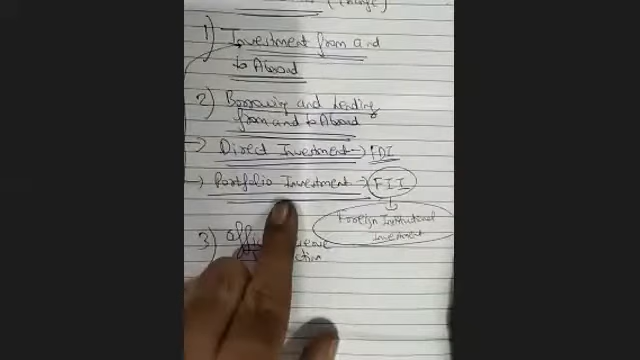 (Things)
1) Investment from and
to Abroad
2) Borrowing and lending
from and to Abroad
→ Direct Investment → FDI
→ Portfolio Investment → FII
Foreign Institutional
Investment
3)